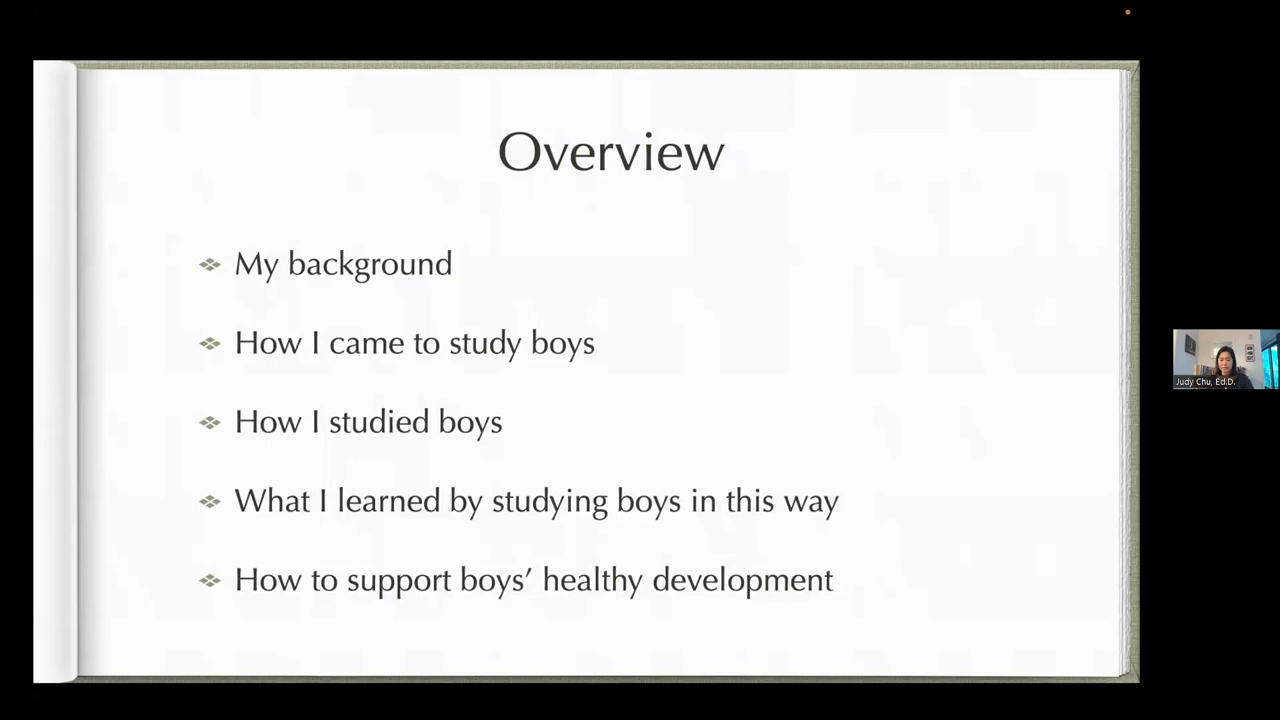 Overview
My background
How I came to study boys
How I studied boys
What I learned by studying boys in this way
How to support boys’ healthy development
Judy Chu, Ed.D.